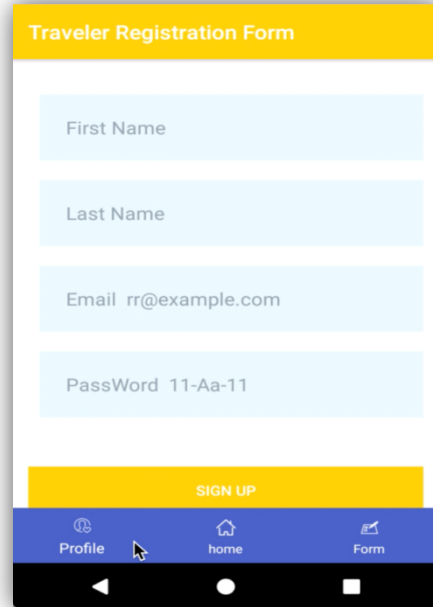 Traveler Registration Form
First Name
Last Name
Email  rr@example.com
PassWord  11-Aa-11
SIGN UP
Profile
home
Form